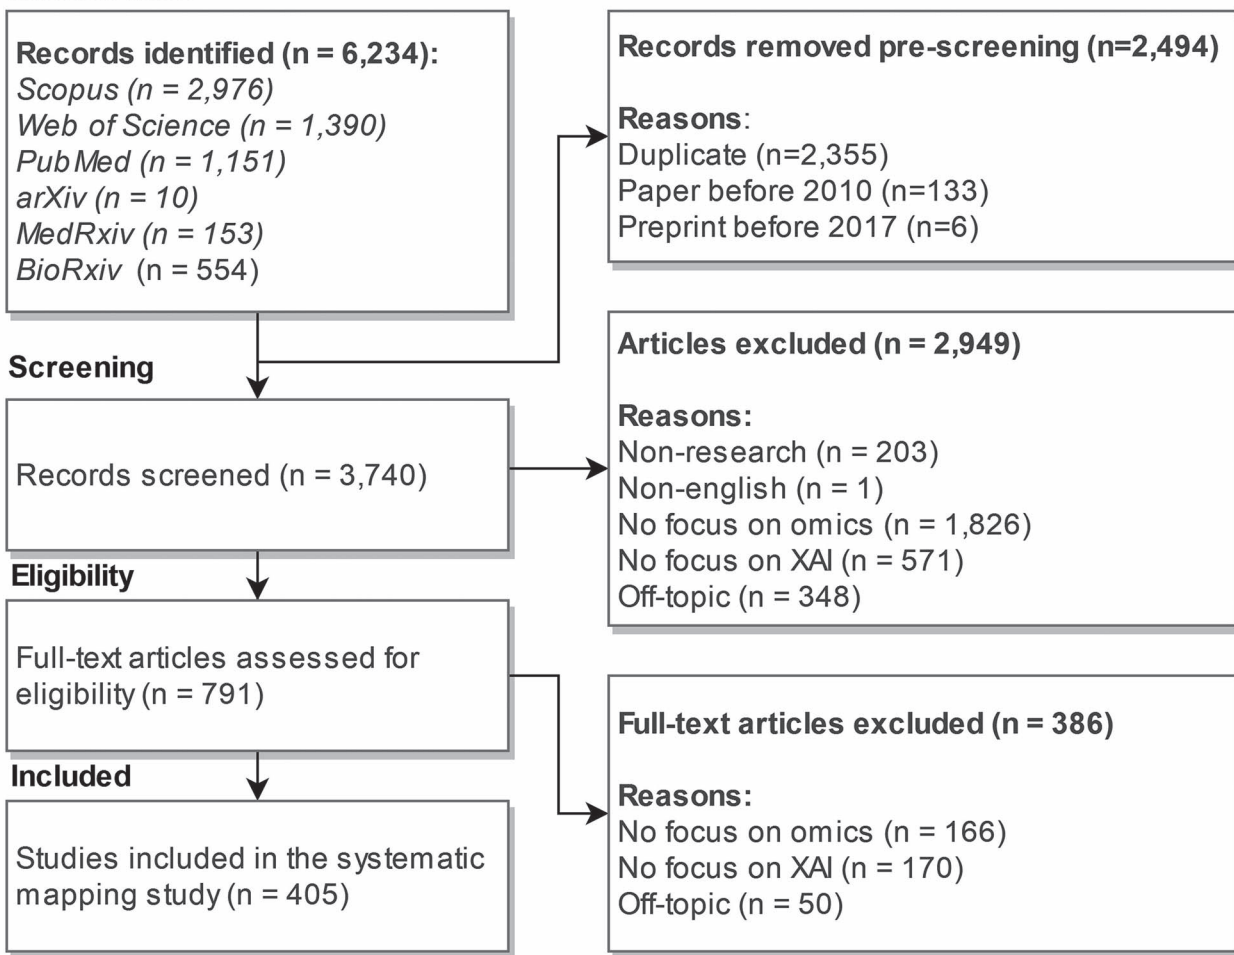 Records identified (n = 6,234):
Scopus (n = 2,976)
Web of Science (n = 1,390)
PubMed (n = 1,151)
arXiv (n = 10)
MedRxiv (n = 153)
BioRxiv (n = 554)
Records removed pre-screening (n=2,494)
Reasons:
Duplicate (n=2,355)
Paper before 2010 (n=133)
Preprint before 2017 (n=6)
Screening
Records screened (n = 3,740)
Articles excluded (n = 2,949)
Reasons:
Non-research (n = 203)
Non-english (n = 1)
No focus on omics (n = 1,826)
No focus on XAI (n = 571)
Off-topic (n = 348)
Eligibility
Full-text articles assessed for
eligibility (n = 791)
Full-text articles excluded (n = 386)
Reasons:
No focus on omics (n = 166)
No focus on XAI (n = 170)
Off-topic (n = 50)
Included
Studies included in the systematic
mapping study (n = 405)